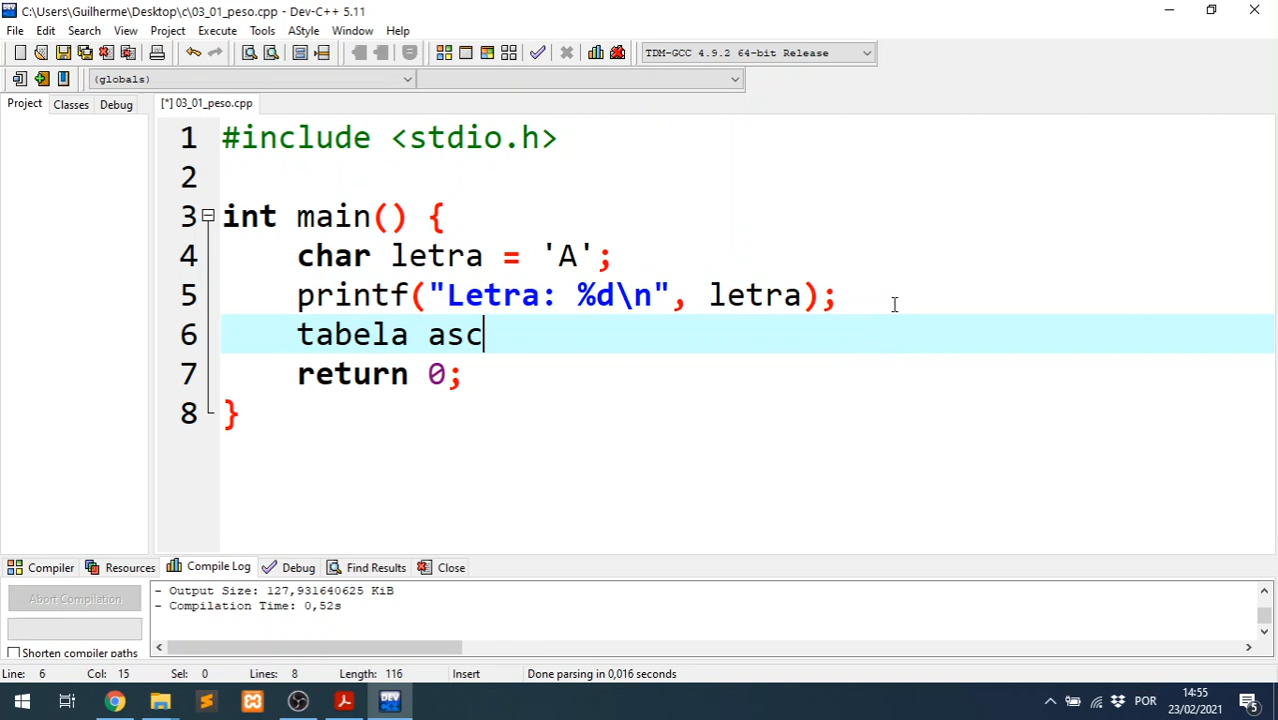 C:\Users\Guilherme\Desktop\c\03_01_peso.cpp - Dev-C++ 5.11
File Edit Search View Project Execute Tools AStyle Window Help
TDM-GCC 4.9.2 64-bit Release
(globals)
Project Classes Debug [*] 03_01_peso.cpp
1 #include <stdio.h>
2
3 int main() {
4 char letra = 'A';
5 printf("Letra: %d\n", letra);
6 tabela asc
7 return 0;
8 }
Compiler Resources Compile Log Debug Find Results Close
Abort Compilation
- Output Size: 127,931640625 KiB
- Compilation Time: 0,52s
Shorten compiler paths
Line: 6 Col: 15 Sel: 0 Lines: 8 Length: 116 Insert Done parsing in 0,016 seconds
DEV
POR
14:55
23/02/2021
5